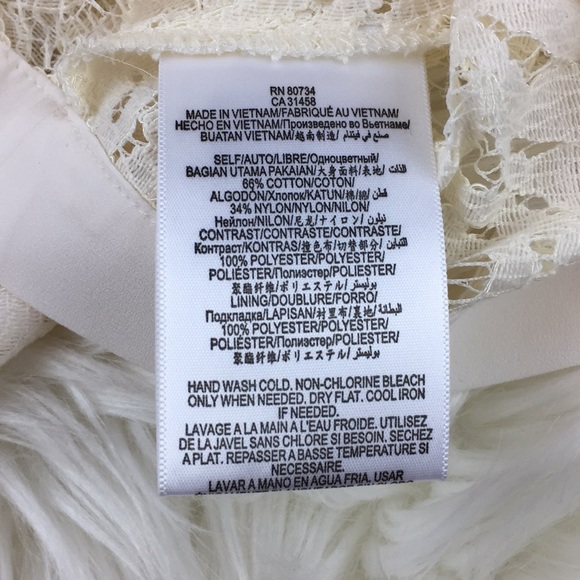 RN 80734
CA 31458
MADE IN VIETNAM/FABRIQUÉ AU VIETNAM/
HECHO EN VIETNAM/Произведено во Вьетнаме/
BUATAN VIETNAM/越南制造/ صنع في فيتنام
SELF/AUTO/LIBRE/Одноцветный/
BAGIAN UTAMA PAKAIAN/大身面料/表地/ الذات/
66% COTTON/COTON/
ALGODÓN/Хлопок/KATUN/棉/綿/ قطن/
34% NYLON/NYLON/NILON/
Нейлон/NILON/尼龙/ナイロン/ نيلون/
CONTRAST/CONTRASTE/CONTRASTE/
Контраст/KONTRAS/撞色布/切替部分/ التباين/
100% POLYESTER/POLYESTER/
POLIÉSTER/Полиэстер/POLIESTER/
聚酯纤维/ポリエステル/ بوليستر/
LINING/DOUBLURE/FORRO/
Подкладка/LAPISAN/村里布/裏地/ البطانة/
100% POLYESTER/POLYESTER/
POLIÉSTER/Полиэстер/POLIESTER/
聚酯纤维/ポリエステル/ بوليستر/
HAND WASH COLD. NON-CHLORINE BLEACH
ONLY WHEN NEEDED. DRY FLAT. COOL IRON
IF NEEDED.
LAVAGE A LA MAIN A L'EAU FROIDE. UTILISEZ
DE LA JAVEL SANS CHLORE SI BESOIN. SECHEZ
A PLAT. REPASSER A BASSE TEMPERATURE SI
NECESSAIRE.
LAVAR A MANO EN AGUA FRIA. USAR